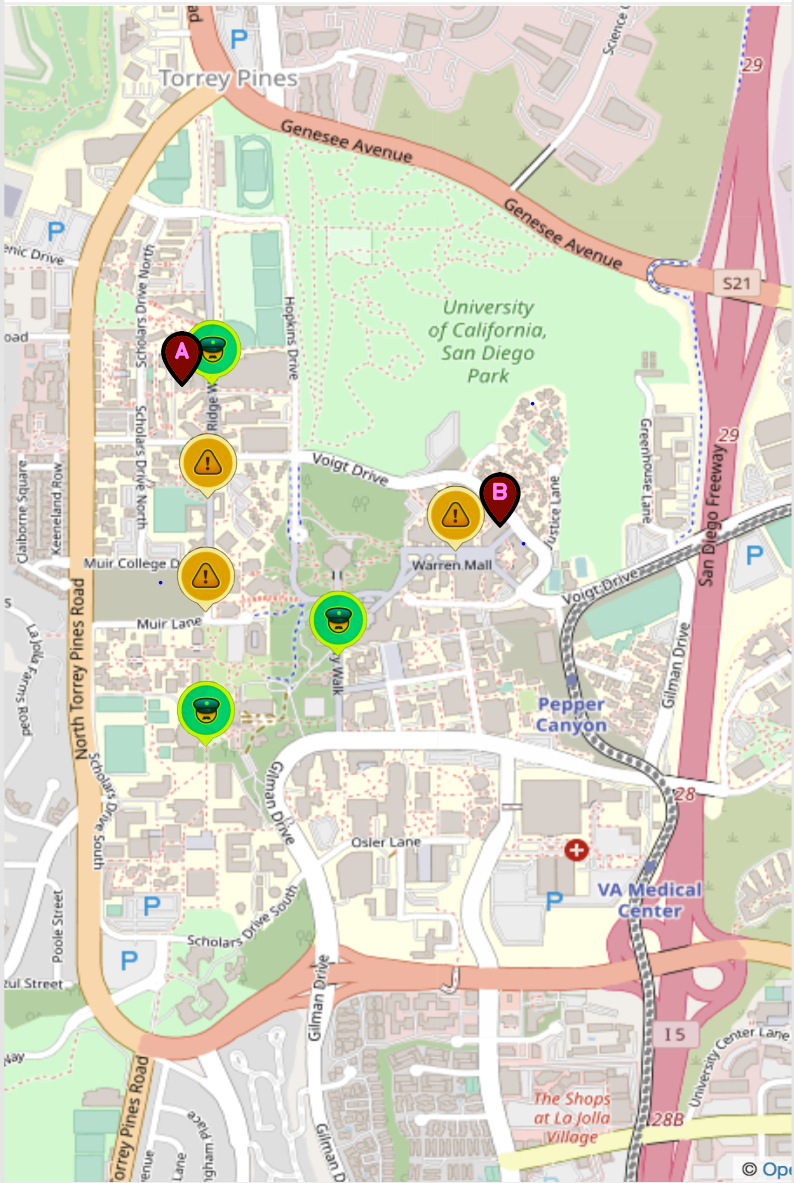 ad
P
Science
Torrey Pines
29
Genesee Avenue
Genesee Avenue
P
enic Drive
S21
Scholars Drive North
Hopkins Drive
University
of California,
San Diego
Park
oad
A
Ridge W
Scholars Drive North
Voigt Drive
29
Greenhouse Lane
San Diego Freeway
Claiborne Square
Keeneland Row
B
Justice Lane
P
Muir College D
Warren Mall
Voigt Drive
Muir Lane
s
La Jolla Farms Road
North Torrey Pines Road
ry Walk
Gilman Drive
Pepper
Canyon
Scholars Drive South
Gilman Drive
28
Osler Lane
VA Medical
Center
P
P
Poole Street
Scholars Drive South
P
zul Street
Gilman Drive
I 5
University Center Lane
Way
Torrey Pines Road
The Shops
at La Jolla
Village
28B
ngham Place
Lane
venue
Gilman D
© Ope